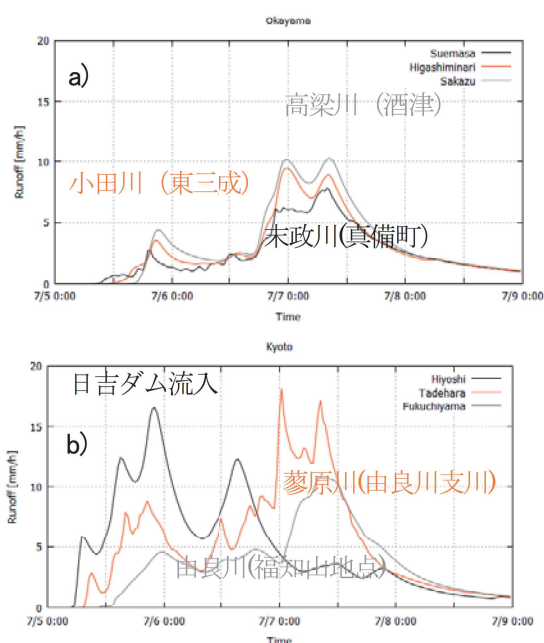 Okayama
20
Suemasa
Higashiminari
Sakazu
a)
15
高梁川（酒津）
10
小田川（東三成）
Runoff [mm/h]
5
末政川(真備町)
0
7/5 0:00 7/6 0:00 7/7 0:00 7/8 0:00 7/9 0:00
Time
Kyoto
20
日吉ダム流入
Hiyoshi
Tadehara
Fukuchiyama
b)
15
蓼原川(由良川支川)
Runoff [mm/h]
10
5
由良川(福知山地点)
0
7/5 0:00 7/6 0:00 7/7 0:00 7/8 0:00 7/9 0:00
Time